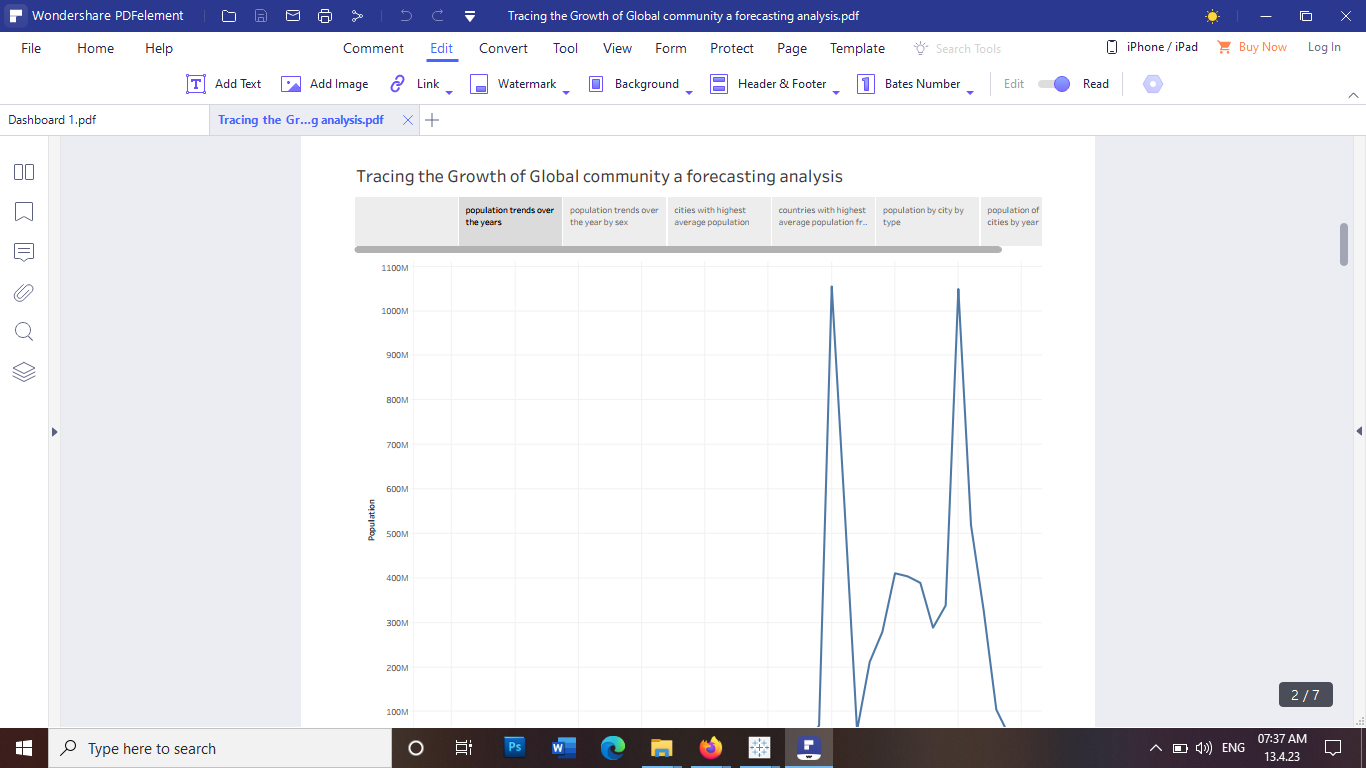 Wondershare PDFelement
Tracing the Growth of Global community a forecasting analysis.pdf
File Home Help Comment Edit Convert Tool View Form Protect Page Template Search Tools iPhone / iPad Buy Now Log In
Add Text Add Image Link Watermark Background Header & Footer Bates Number Edit Read
Dashboard 1.pdf Tracing the Gr...g analysis.pdf
Tracing the Growth of Global community a forecasting analysis
population trends over
the years
population trends over
the year by sex
cities with highest
average population
countries with highest
average population fr..
population by city by
type
population of
cities by year
1100M
1000M
900M
800M
700M
600M
500M
400M
300M
200M
100M
Population
2 / 7
Type here to search
Ps
W
ENG
07:37 AM
13.4.23